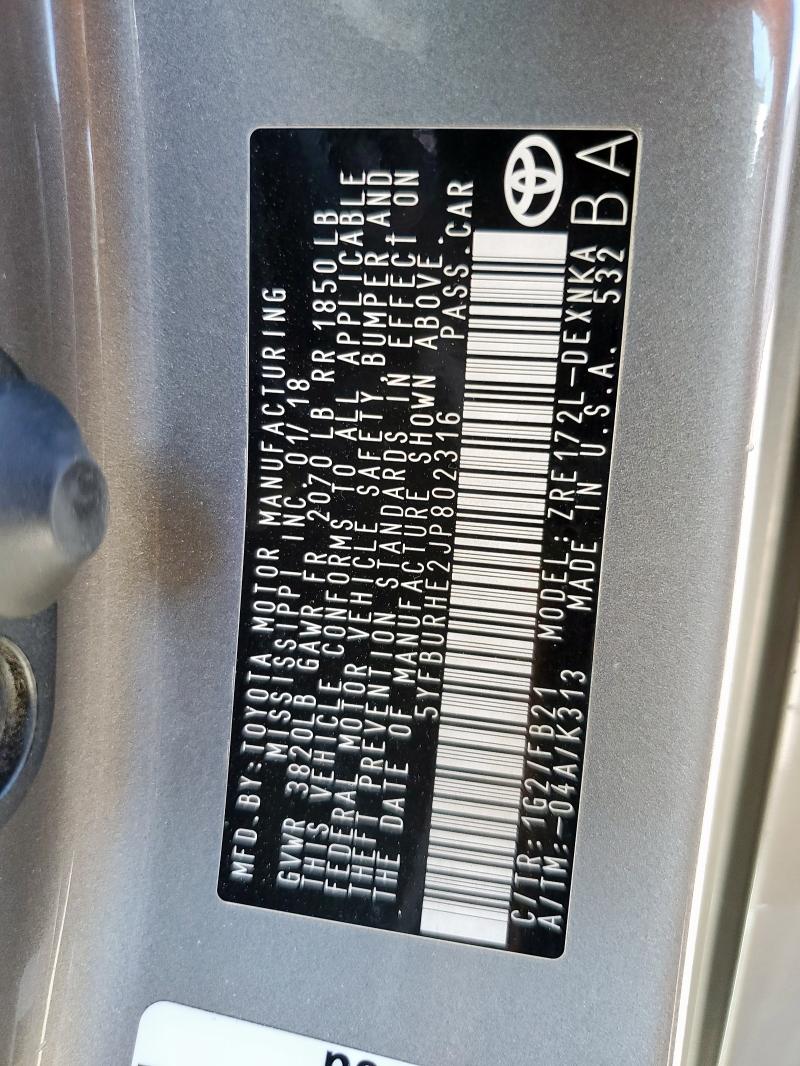 MFD.BY:TOYOTA MOTOR MANUFACTURING
MISSISSIPPI INC. 01/18
GVWR 3820LB GAWR FR 2070 LB RR 1850LB
THIS VEHICLE CONFORMS TO ALL APPLICABLE
FEDERAL MOTOR VEHICLE SAFETY, BUMPER AND
THEFT PREVENTION STANDARDS IN EFFECT ON
THE DATE OF MANUFACTURE SHOWN ABOVE.
5YFBURHE2JP802316 PASS.CAR
C/TR: 1G2/FB21 MODEL: ZRE172L-DEXNKA
A/TM:-04A/K313 MADE IN U.S.A. 532 BA